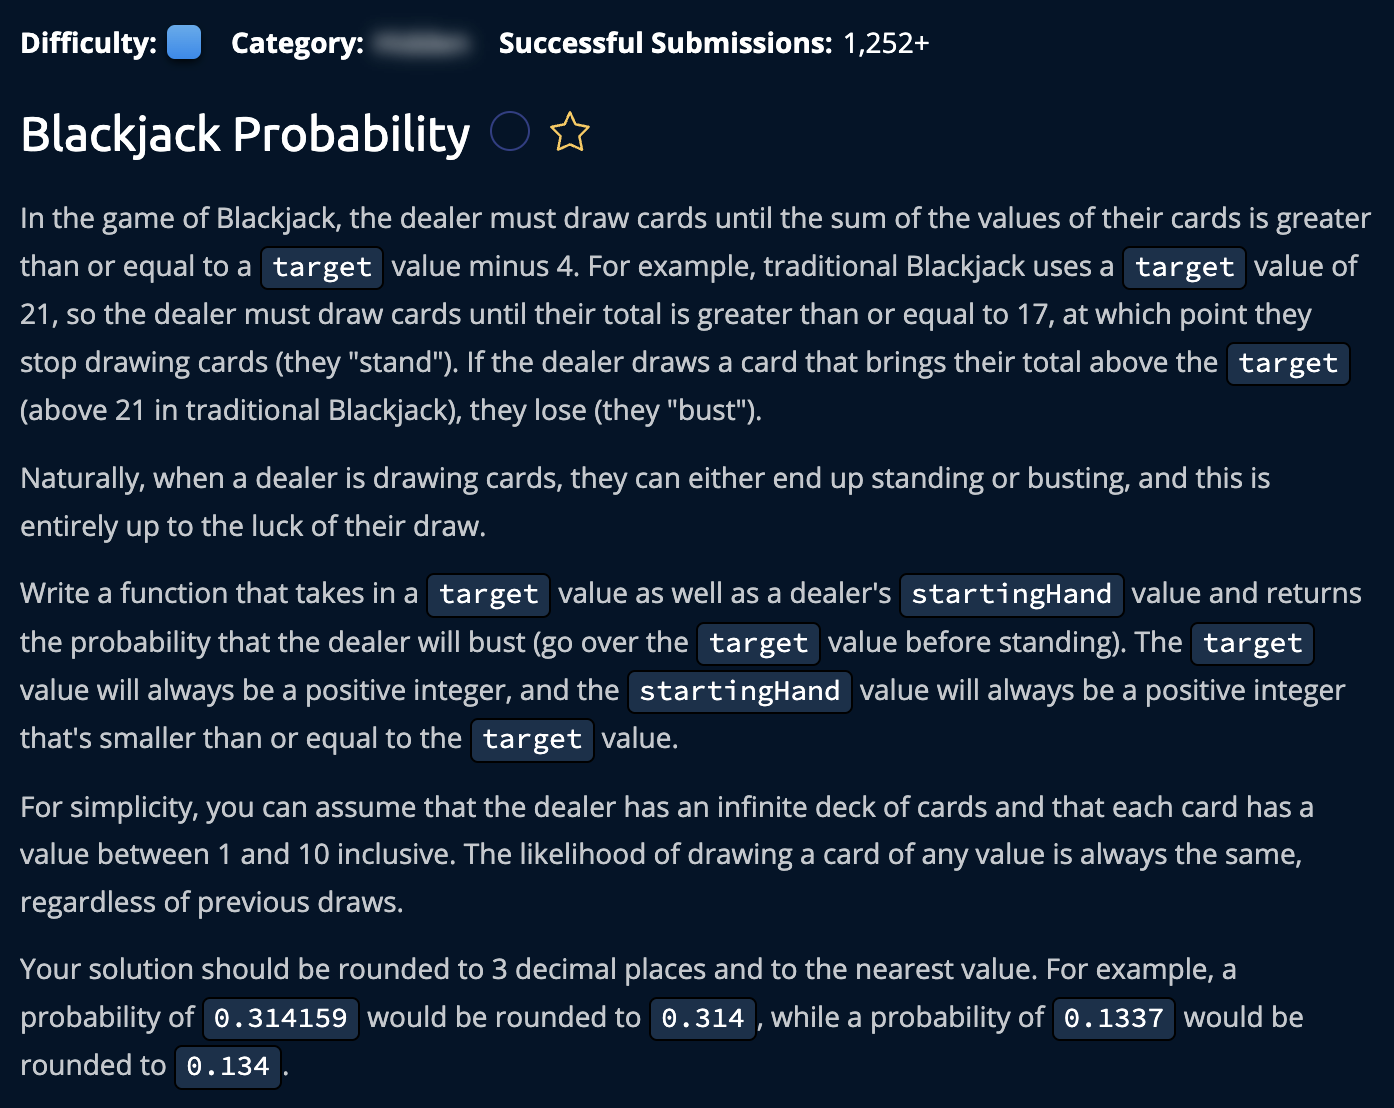 Difficulty: Category: Successful Submissions: 1,252+
Blackjack Probability
In the game of Blackjack, the dealer must draw cards until the sum of the values of their cards is greater
than or equal to a target value minus 4. For example, traditional Blackjack uses a target value of
21, so the dealer must draw cards until their total is greater than or equal to 17, at which point they
stop drawing cards (they "stand"). If the dealer draws a card that brings their total above the target
(above 21 in traditional Blackjack), they lose (they "bust").
Naturally, when a dealer is drawing cards, they can either end up standing or busting, and this is
entirely up to the luck of their draw.
Write a function that takes in a target value as well as a dealer's startingHand value and returns
the probability that the dealer will bust (go over the target value before standing). The target
value will always be a positive integer, and the startingHand value will always be a positive integer
that's smaller than or equal to the target value.
For simplicity, you can assume that the dealer has an infinite deck of cards and that each card has a
value between 1 and 10 inclusive. The likelihood of drawing a card of any value is always the same,
regardless of previous draws.
Your solution should be rounded to 3 decimal places and to the nearest value. For example, a
probability of 0.314159 would be rounded to 0.314, while a probability of 0.1337 would be
rounded to 0.134.